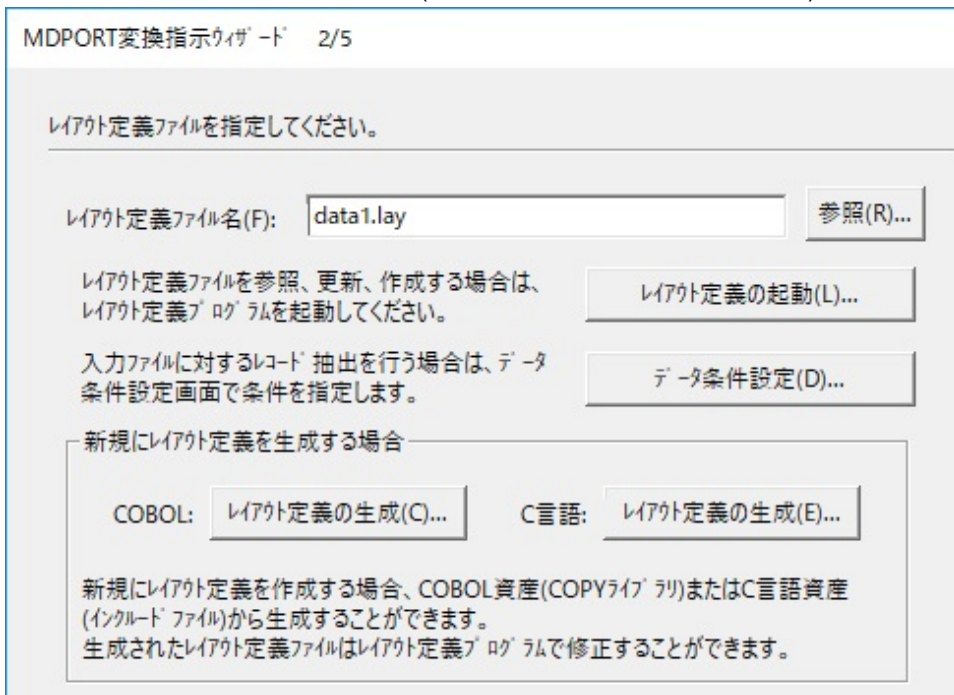 MDPORT変換指示ｳｨｻﾞｰﾄﾞ 2/5
ﾚｲｱｳﾄ定義ﾌｧｲﾙを指定してください。
ﾚｲｱｳﾄ定義ﾌｧｲﾙ名(F): data1.lay 参照(R)...
ﾚｲｱｳﾄ定義ﾌｧｲﾙを参照、更新、作成する場合は、
ﾚｲｱｳﾄ定義ﾌﾟﾛｸﾞﾗﾑを起動してください。
ﾚｲｱｳﾄ定義の起動(L)...
入力ﾌｧｲﾙに対するﾚｺｰﾄﾞ抽出を行う場合は、ﾃﾞｰﾀ
条件設定画面で条件を指定します。
ﾃﾞｰﾀ条件設定(D)...
新規にﾚｲｱｳﾄ定義を生成する場合
COBOL: ﾚｲｱｳﾄ定義の生成(C)... C言語: ﾚｲｱｳﾄ定義の生成(E)...
新規にﾚｲｱｳﾄ定義を作成する場合、COBOL資産(COPYﾗｲﾌﾞﾗﾘ)またはC言語資産
(ｲﾝｸﾙｰﾄﾞﾌｧｲﾙ)から生成することができます。
生成されたﾚｲｱｳﾄ定義ﾌｧｲﾙはﾚｲｱｳﾄ定義ﾌﾟﾛｸﾞﾗﾑで修正することができます。